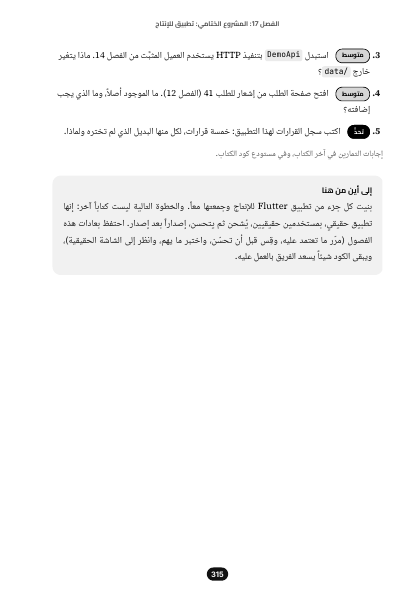 الفصل 17: المشروع الختامي: تطبيق للإنتاج
3. متوسط استبدل DemoApi بتنفيذ HTTP يستخدم العميل المثبَّت من الفصل 14. ماذا يتغير
خارج data/ ؟
4. متوسط افتح صفحة الطلب من إشعار للطلب 41 (الفصل 12). ما الموجود أصلاً، وما الذي يجب
إضافته؟
5. تحدٍّ اكتب سجل القرارات لهذا التطبيق: خمسة قرارات، لكل منها البديل الذي لم تختره ولماذا.
إجابات التمارين في آخر الكتاب، وفي مستودع كود الكتاب.
إلى أين من هنا
بنيت كل جزء من تطبيق Flutter للإنتاج وجمعتها معاً. والخطوة التالية ليست كتاباً آخر: إنها
تطبيق حقيقي، بمستخدمين حقيقيين، يُشحن ثم يتحسن، إصداراً بعد إصدار. احتفظ بعادات هذه
الفصول (مرّر ما تعتمد عليه، وقِس قبل أن تحسّن، واختبر ما يهم، وانظر إلى الشاشة الحقيقية)،
ويبقى الكود شيئاً يسعد الفريق بالعمل عليه.
315